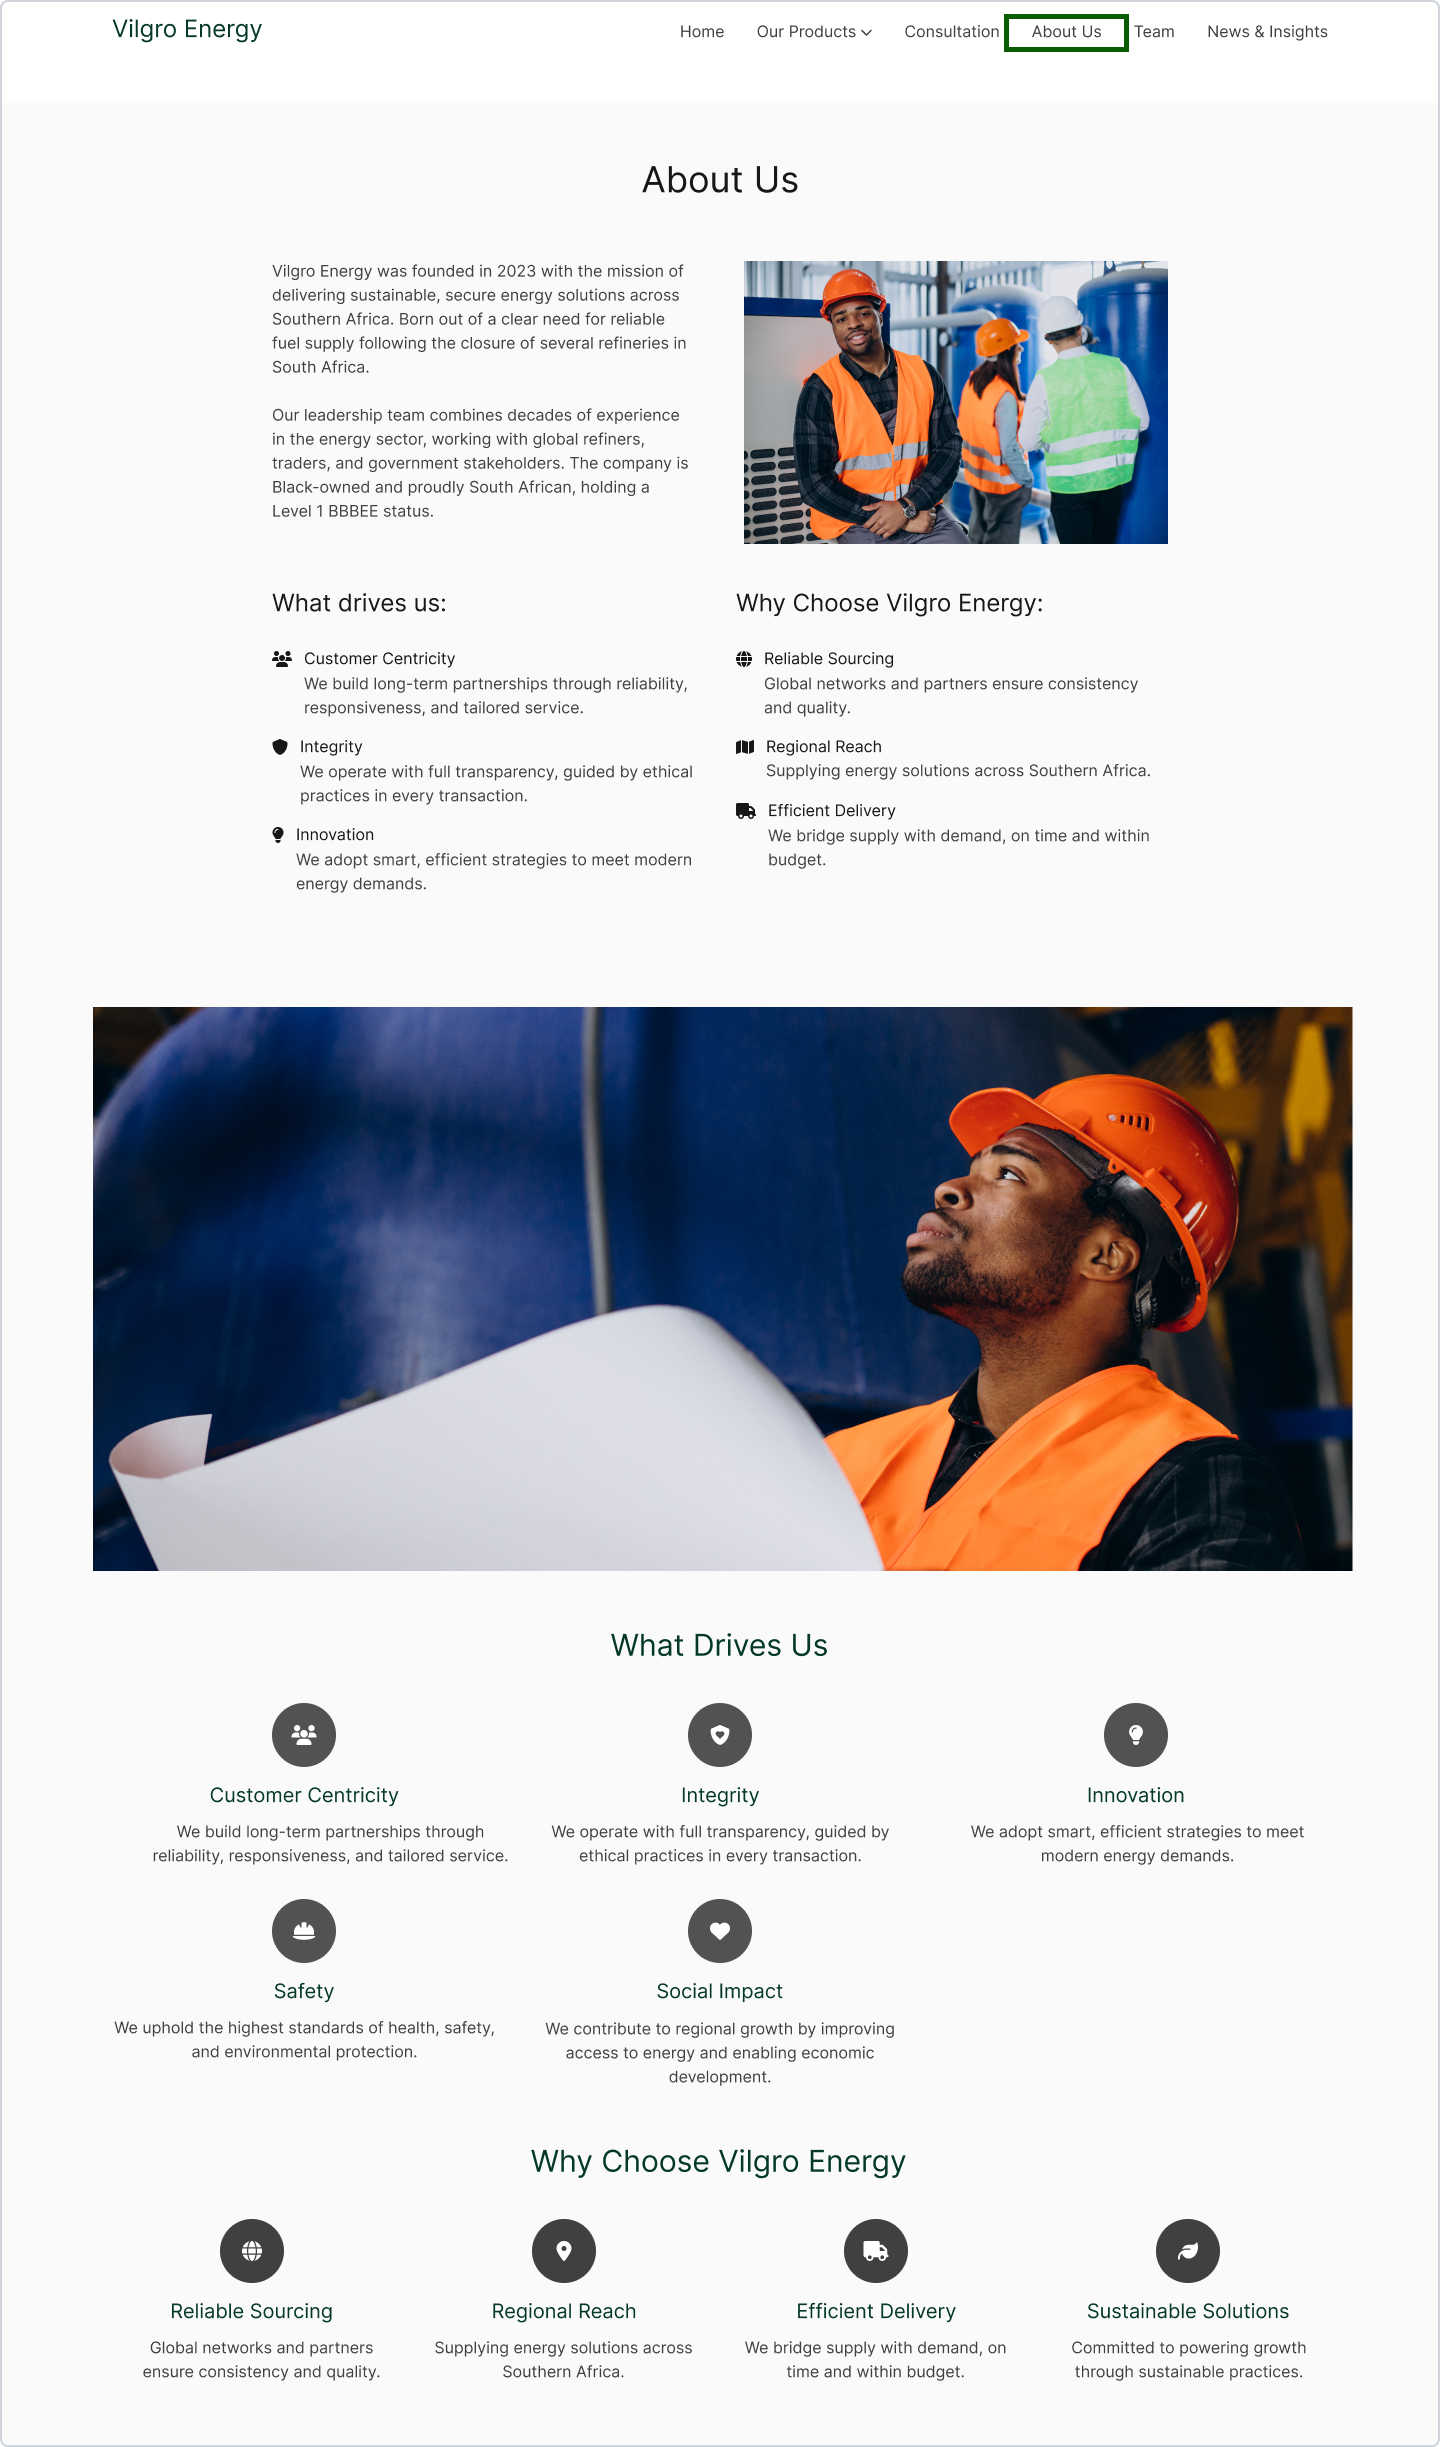 Vilgro Energy
Home
Our Products
Consultation
About Us
Team
News & Insights
About Us
Vilgro Energy was founded in 2023 with the mission of
delivering sustainable, secure energy solutions across
Southern Africa. Born out of a clear need for reliable
fuel supply following the closure of several refineries in
South Africa.
Our leadership team combines decades of experience
in the energy sector, working with global refiners,
traders, and government stakeholders. The company is
Black-owned and proudly South African, holding a
Level 1 BBBEE status.
What drives us:
Customer Centricity
We build long-term partnerships through reliability,
responsiveness, and tailored service.
Integrity
We operate with full transparency, guided by ethical
practices in every transaction.
Innovation
We adopt smart, efficient strategies to meet modern
energy demands.
Why Choose Vilgro Energy:
Reliable Sourcing
Global networks and partners ensure consistency
and quality.
Regional Reach
Supplying energy solutions across Southern Africa.
Efficient Delivery
We bridge supply with demand, on time and within
budget.
What Drives Us
Customer Centricity
We build long-term partnerships through
reliability, responsiveness, and tailored service.
Integrity
We operate with full transparency, guided by
ethical practices in every transaction.
Innovation
We adopt smart, efficient strategies to meet
modern energy demands.
Safety
We uphold the highest standards of health, safety,
and environmental protection.
Social Impact
We contribute to regional growth by improving
access to energy and enabling economic
development.
Why Choose Vilgro Energy
Reliable Sourcing
Global networks and partners
ensure consistency and quality.
Regional Reach
Supplying energy solutions across
Southern Africa.
Efficient Delivery
We bridge supply with demand, on
time and within budget.
Sustainable Solutions
Committed to powering growth
through sustainable practices.